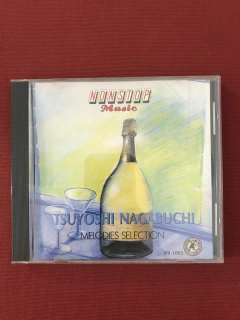 NONSTOP
Music
TSUYOSHI NAGABUCHI
MELODIES SELECTION